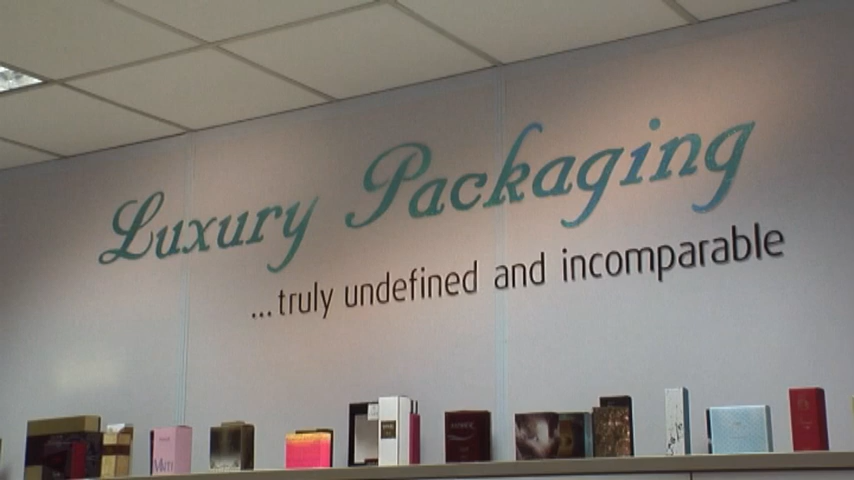 Luxury Packaging
...truly undefined and incomparable